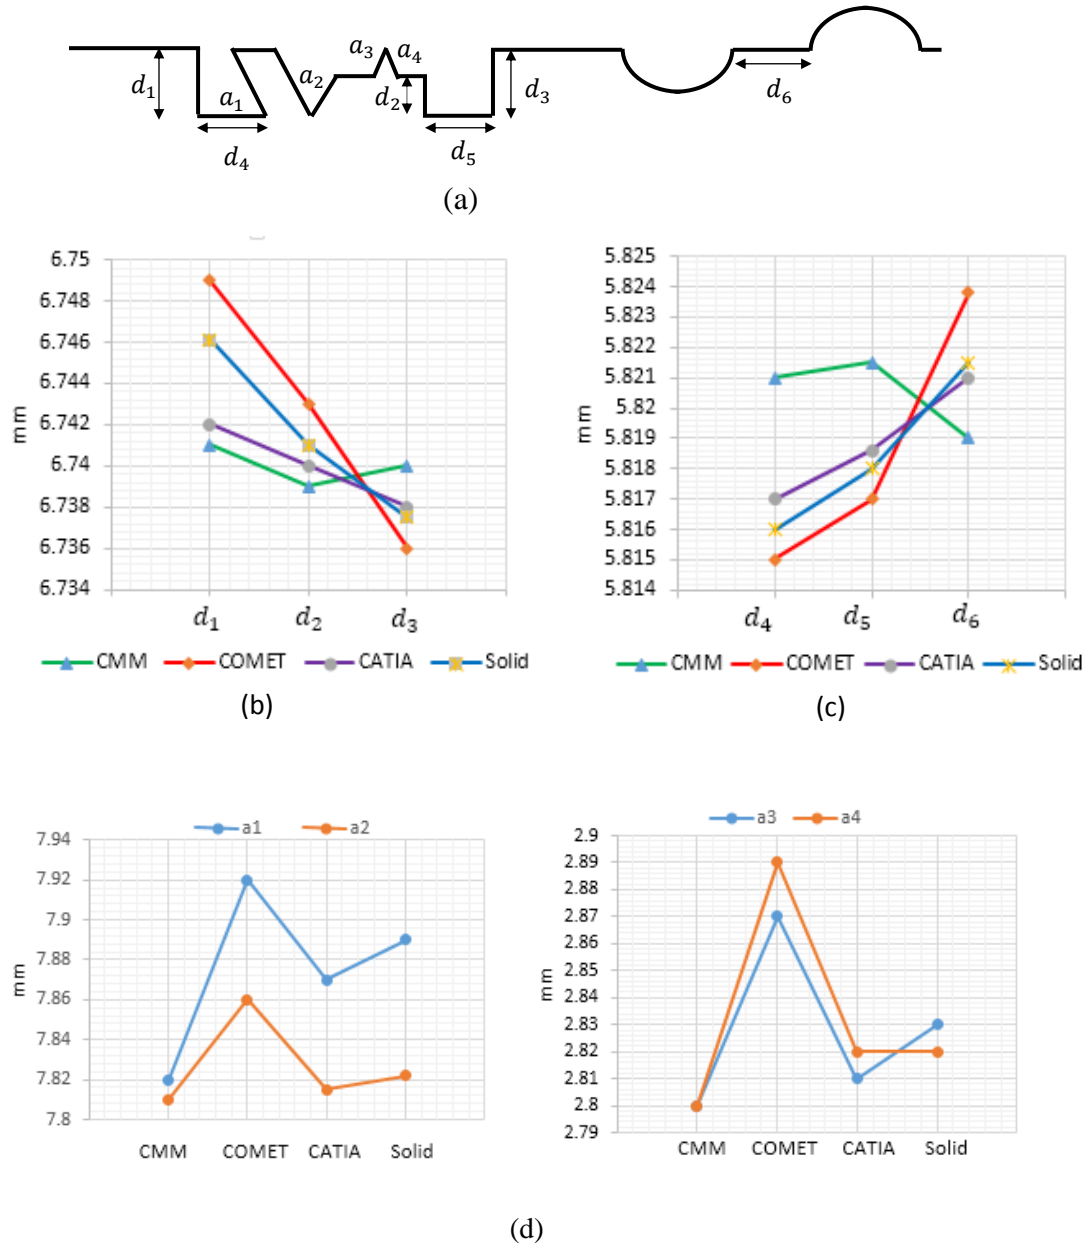 d₁ a₁ d₄ a₂ a₃ a₄ d₂ d₅ d₃ d₆
(a)
6.75
6.748
6.746
6.744
6.742
6.74
6.738
6.736
6.734
mm
d₁ d₂ d₃
CMM COMET CATIA Solid
(b)
5.825
5.824
5.823
5.822
5.821
5.82
5.819
5.818
5.817
5.816
5.815
5.814
mm
d₄ d₅ d₆
CMM COMET CATIA Solid
(c)
a1 a2
7.94
7.92
7.9
7.88
7.86
7.84
7.82
7.8
mm
CMM COMET CATIA Solid
a3 a4
2.9
2.89
2.88
2.87
2.86
2.85
2.84
2.83
2.82
2.81
2.8
2.79
mm
CMM COMET CATIA Solid
(d)